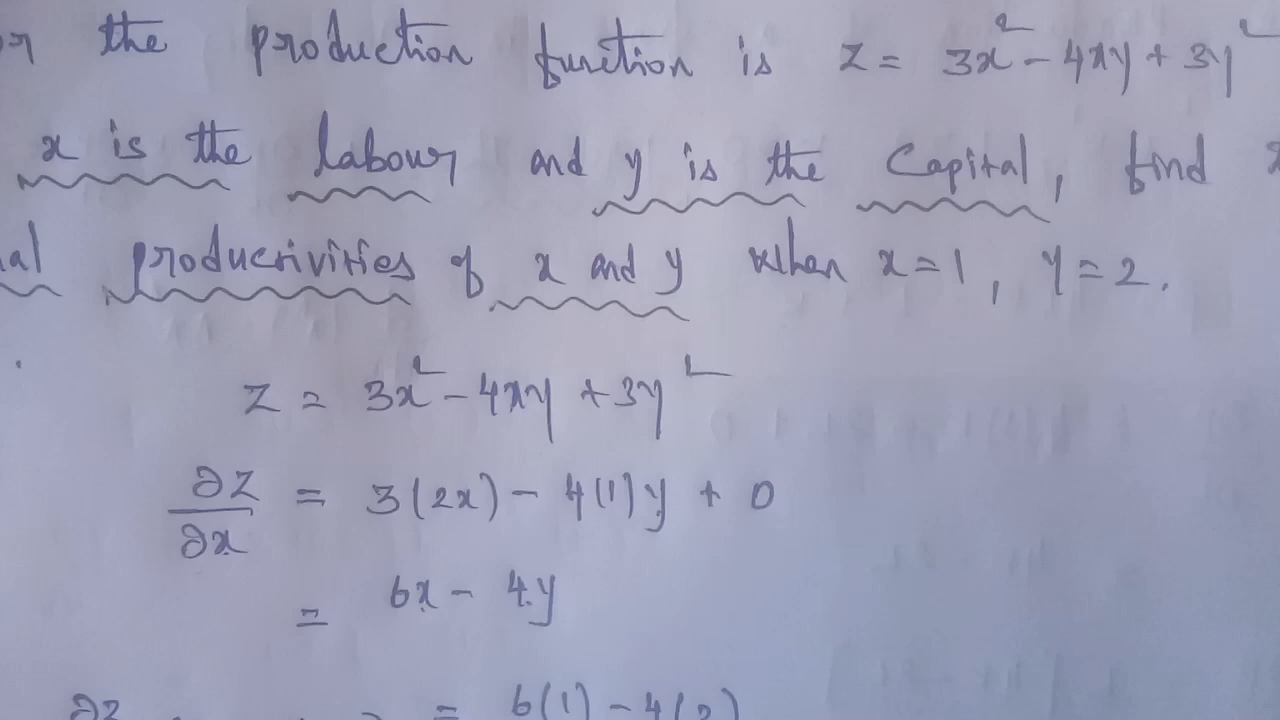 the production function is z = 3x² - 4xy + 3y²
x is the labour and y is the capital, find
productivities of x and y when x=1, y=2.
z = 3x² - 4xy + 3y²
∂z/∂x = 3(2x) - 4(1)y + 0
= 6x - 4y
∂z = 6(1) - 4(2)